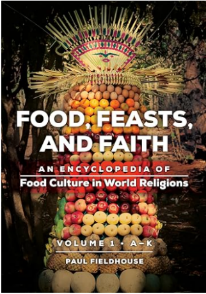 FOOD, FEASTS,
AND FAITH
AN ENCYCLOPEDIA OF
Food Culture in World Religions
VOLUME 1 • A–K
PAUL FIELDHOUSE